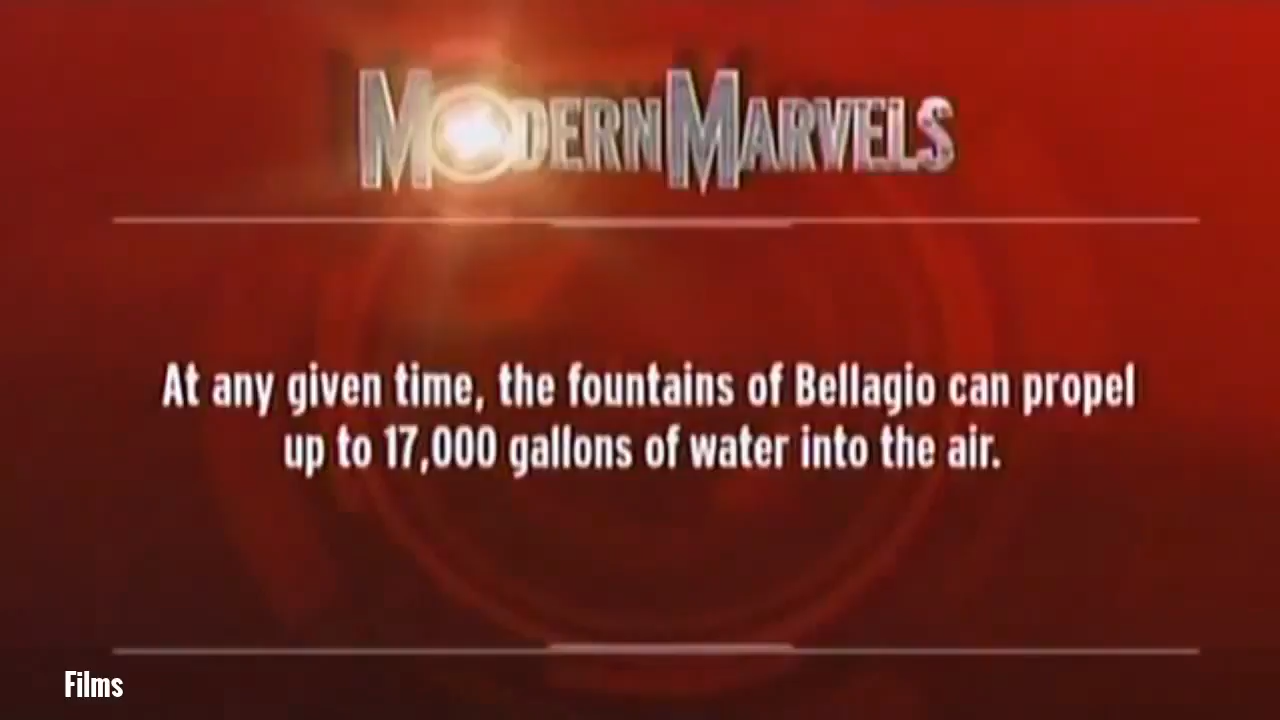 MODERN MARVELS
At any given time, the fountains of Bellagio can propel
up to 17,000 gallons of water into the air.
Films